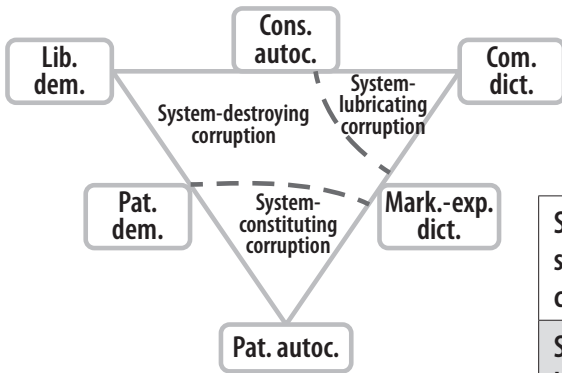 Cons.
autoc.
Lib.
dem.
Com.
dict.
System-
lubricating
corruption
System-destroying
corruption
Pat.
dem.
System-
constituting
corruption
Mark.-exp.
dict.
Pat. autoc.
S
s
c
S